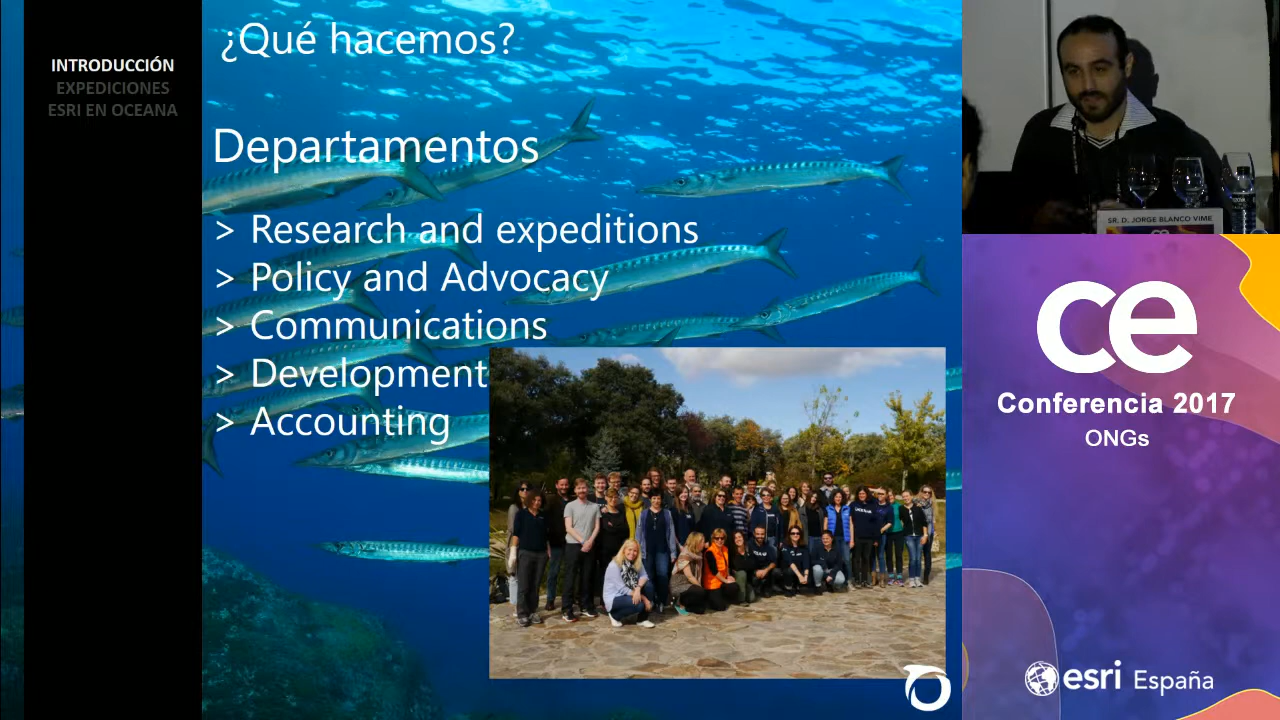 INTRODUCCIÓN
EXPEDICIONES
ESRI EN OCEANA
¿Qué hacemos?
Departamentos
> Research and expeditions
> Policy and Advocacy
> Communications
> Development
> Accounting
SR. D. JORGE BLANCO VIME
ce
Conferencia 2017
ONGs
esri España